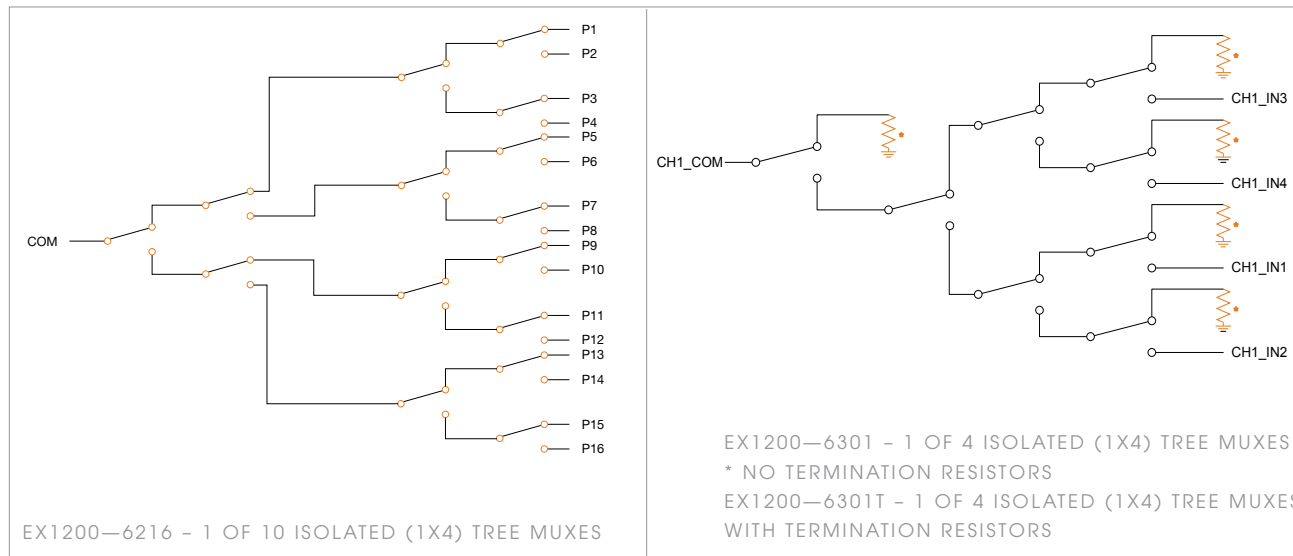 P1
P2
P3
P4
P5
P6
P7
P8
COM
P9
P10
P11
P12
P13
P14
P15
P16
EX1200—6216 – 1 OF 10 ISOLATED (1X4) TREE MUXES
*
CH1_IN3
*
*
CH1_COM
CH1_IN4
*
CH1_IN1
*
CH1_IN2
EX1200—6301 – 1 OF 4 ISOLATED (1X4) TREE MUXES
* NO TERMINATION RESISTORS
EX1200—6301T – 1 OF 4 ISOLATED (1X4) TREE MUXES
WITH TERMINATION RESISTORS